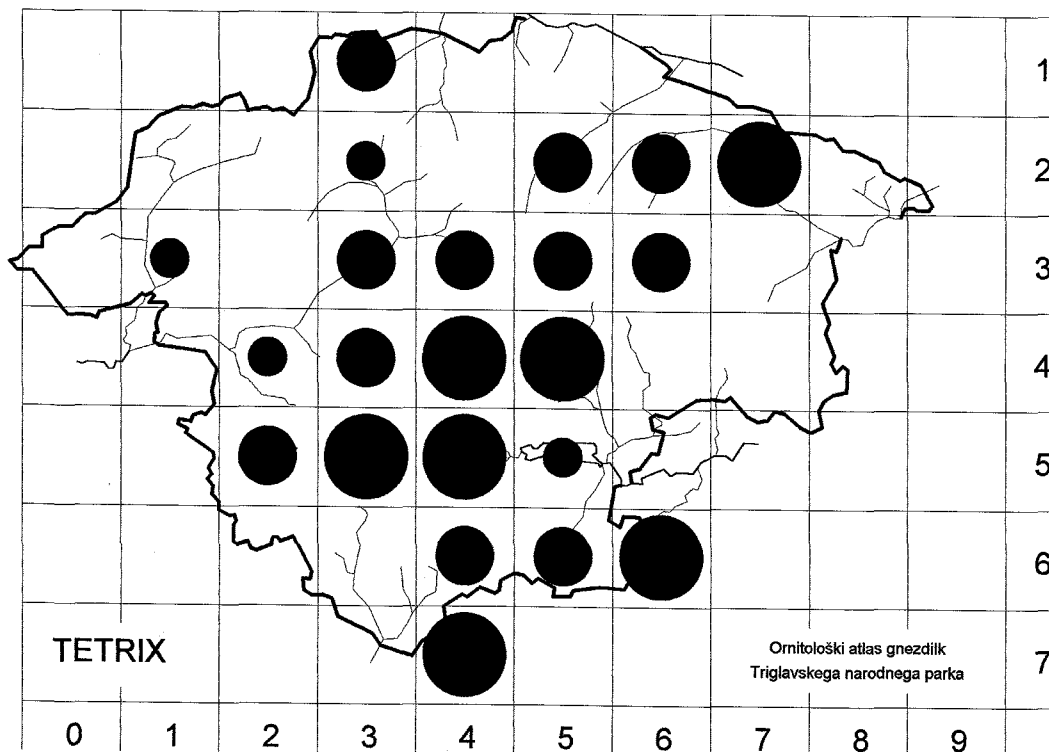 1
2
3
4
5
6
TETRIX
Ornitološki atlas gnezdilk
Triglavskega narodnega parka
7
0 1 2 3 4 5 6 7 8 9